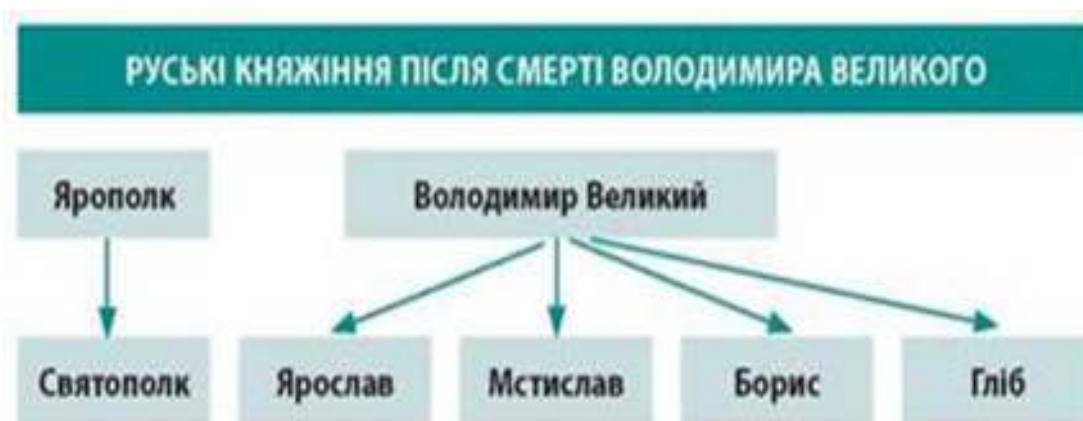 РУСЬКІ КНЯЖІННЯ ПІСЛЯ СМЕРТІ ВОЛОДИМИРА ВЕЛИКОГО
Ярополк
Володимир Великий
Святополк
Ярослав
Мстислав
Борис
Гліб